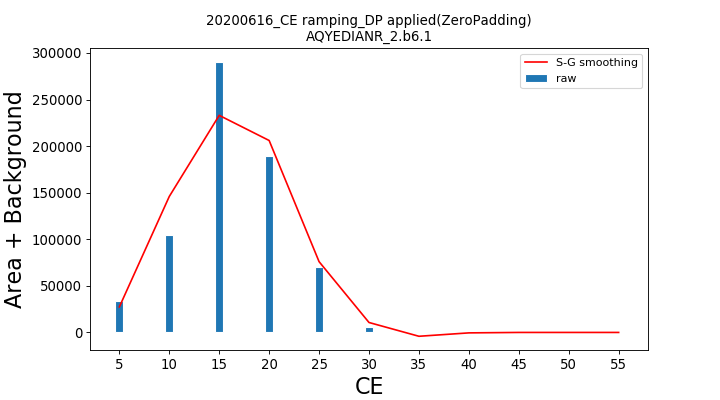 20200616_CE ramping_DP applied(ZeroPadding)
AQYEDIANR_2.b6.1
S-G smoothing
raw
Area + Background
300000
250000
200000
150000
100000
50000
0
5 10 15 20 25 30 35 40 45 50 55
CE